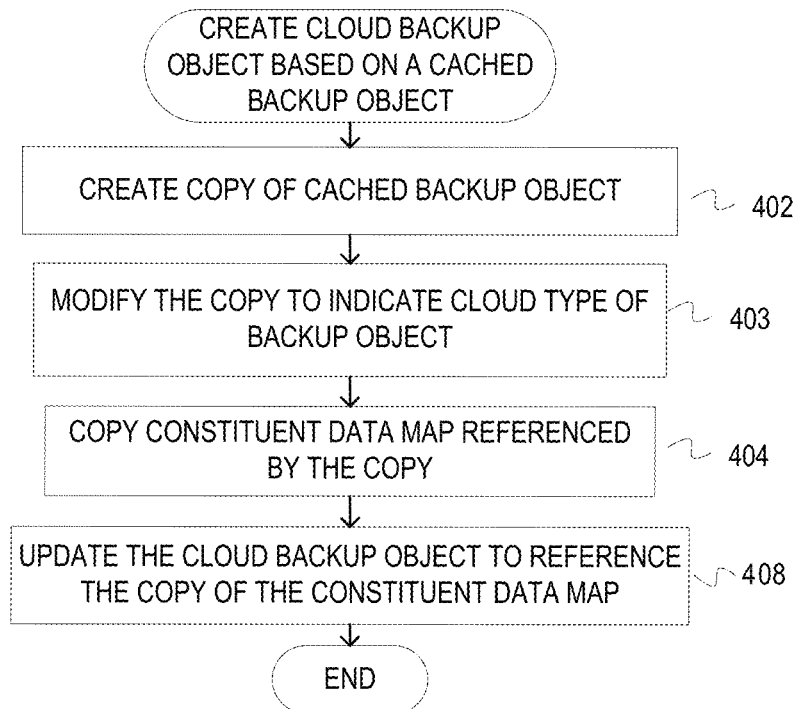 CREATE CLOUD BACKUP
OBJECT BASED ON A CACHED
BACKUP OBJECT
CREATE COPY OF CACHED BACKUP OBJECT
402
MODIFY THE COPY TO INDICATE CLOUD TYPE OF
BACKUP OBJECT
403
COPY CONSTITUENT DATA MAP REFERENCED
BY THE COPY
404
UPDATE THE CLOUD BACKUP OBJECT TO REFERENCE
THE COPY OF THE CONSTITUENT DATA MAP
408
END